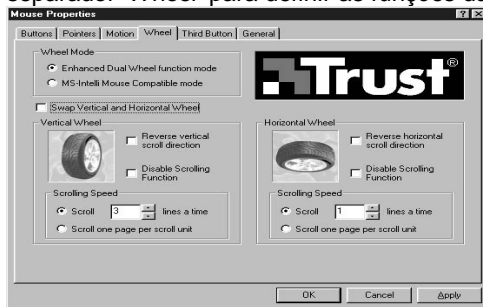 separador 'Wheel' para definir as funções da
Mouse Properties
Buttons Pointers Motion Wheel Third Button General
Wheel Mode
Enhanced Dual Wheel function mode
MS-Intelli Mouse Compatible mode
Trust®
Swap Vertical and Horizontal Wheel
Vertical Wheel
Reverse vertical
scroll direction
Disable Scrolling
Function
Scrolling Speed
Scroll 3 lines a time
Scroll one page per scroll unit
Horizontal Wheel
Reverse horizontal
scroll direction
Disable Scrolling
Function
Scrolling Speed
Scroll 1 lines a time
Scroll one page per scroll unit
OK Cancel Apply